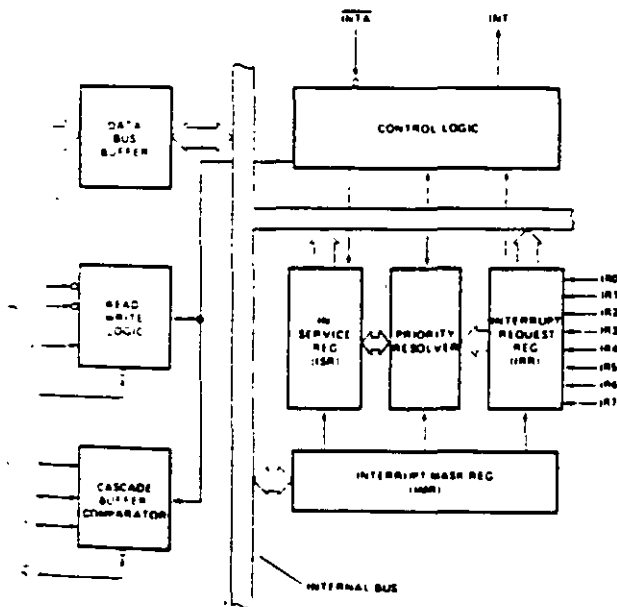 INTA
INT
DATA
BUS
BUFFER
CONTROL LOGIC
READ
WRITE
LOGIC
IN
SERVICE
REG
(ISR)
PRIORITY
RESOLVER
INTERRUPT
REQUEST
REG
(IRR)
IR0
IR1
IR2
IR3
IR4
IR5
IR6
IR7
CASCADE
BUFFER
COMPARATOR
INTERRUPT MASK REG
(IMR)
INTERNAL BUS